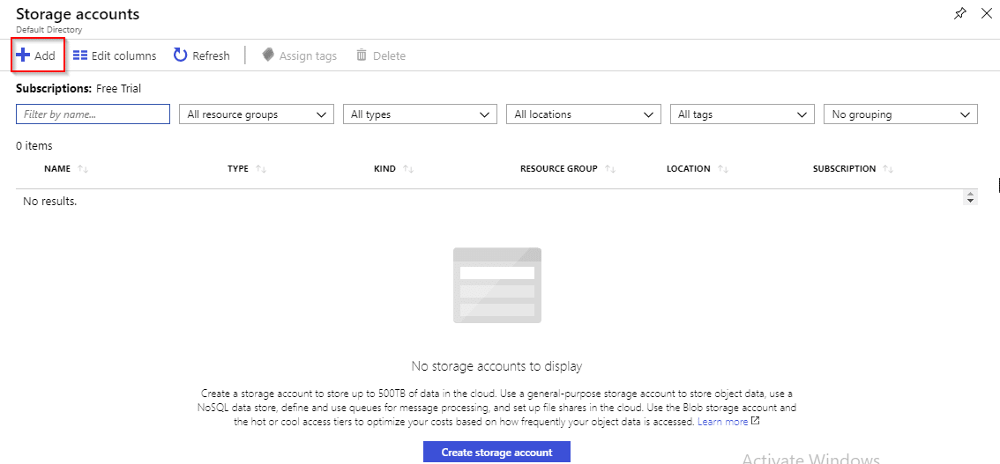 Storage accounts
Default Directory
Add Edit columns Refresh Assign tags Delete
Subscriptions: Free Trial
Filter by name... All resource groups All types All locations All tags No grouping
0 items
NAME TYPE KIND RESOURCE GROUP LOCATION SUBSCRIPTION
No results.
No storage accounts to display
Create a storage account to store up to 500TB of data in the cloud. Use a general-purpose storage account to store object data, use a
NoSQL data store, define and use queues for message processing, and set up file shares in the cloud. Use the Blob storage account and
the hot or cool access tiers to optimize your costs based on how frequently your object data is accessed. Learn more
Create storage account
Activate Windows